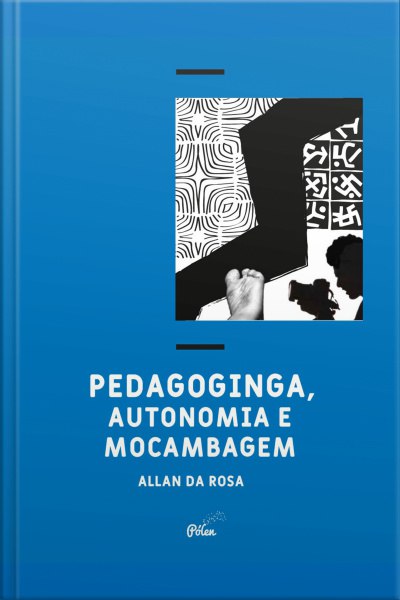 PEDAGOGINGA,
AUTONOMIA E
MOCAMBAGEM
ALLAN DA ROSA
Pólen